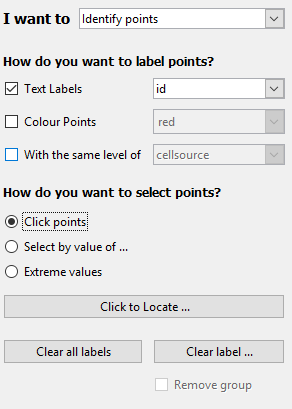 I want to Identify points
How do you want to label points?
Text Labels id
Colour Points red
With the same level of cellsource
How do you want to select points?
Click points
Select by value of ...
Extreme values
Click to Locate ...
Clear all labels Clear label ...
Remove group